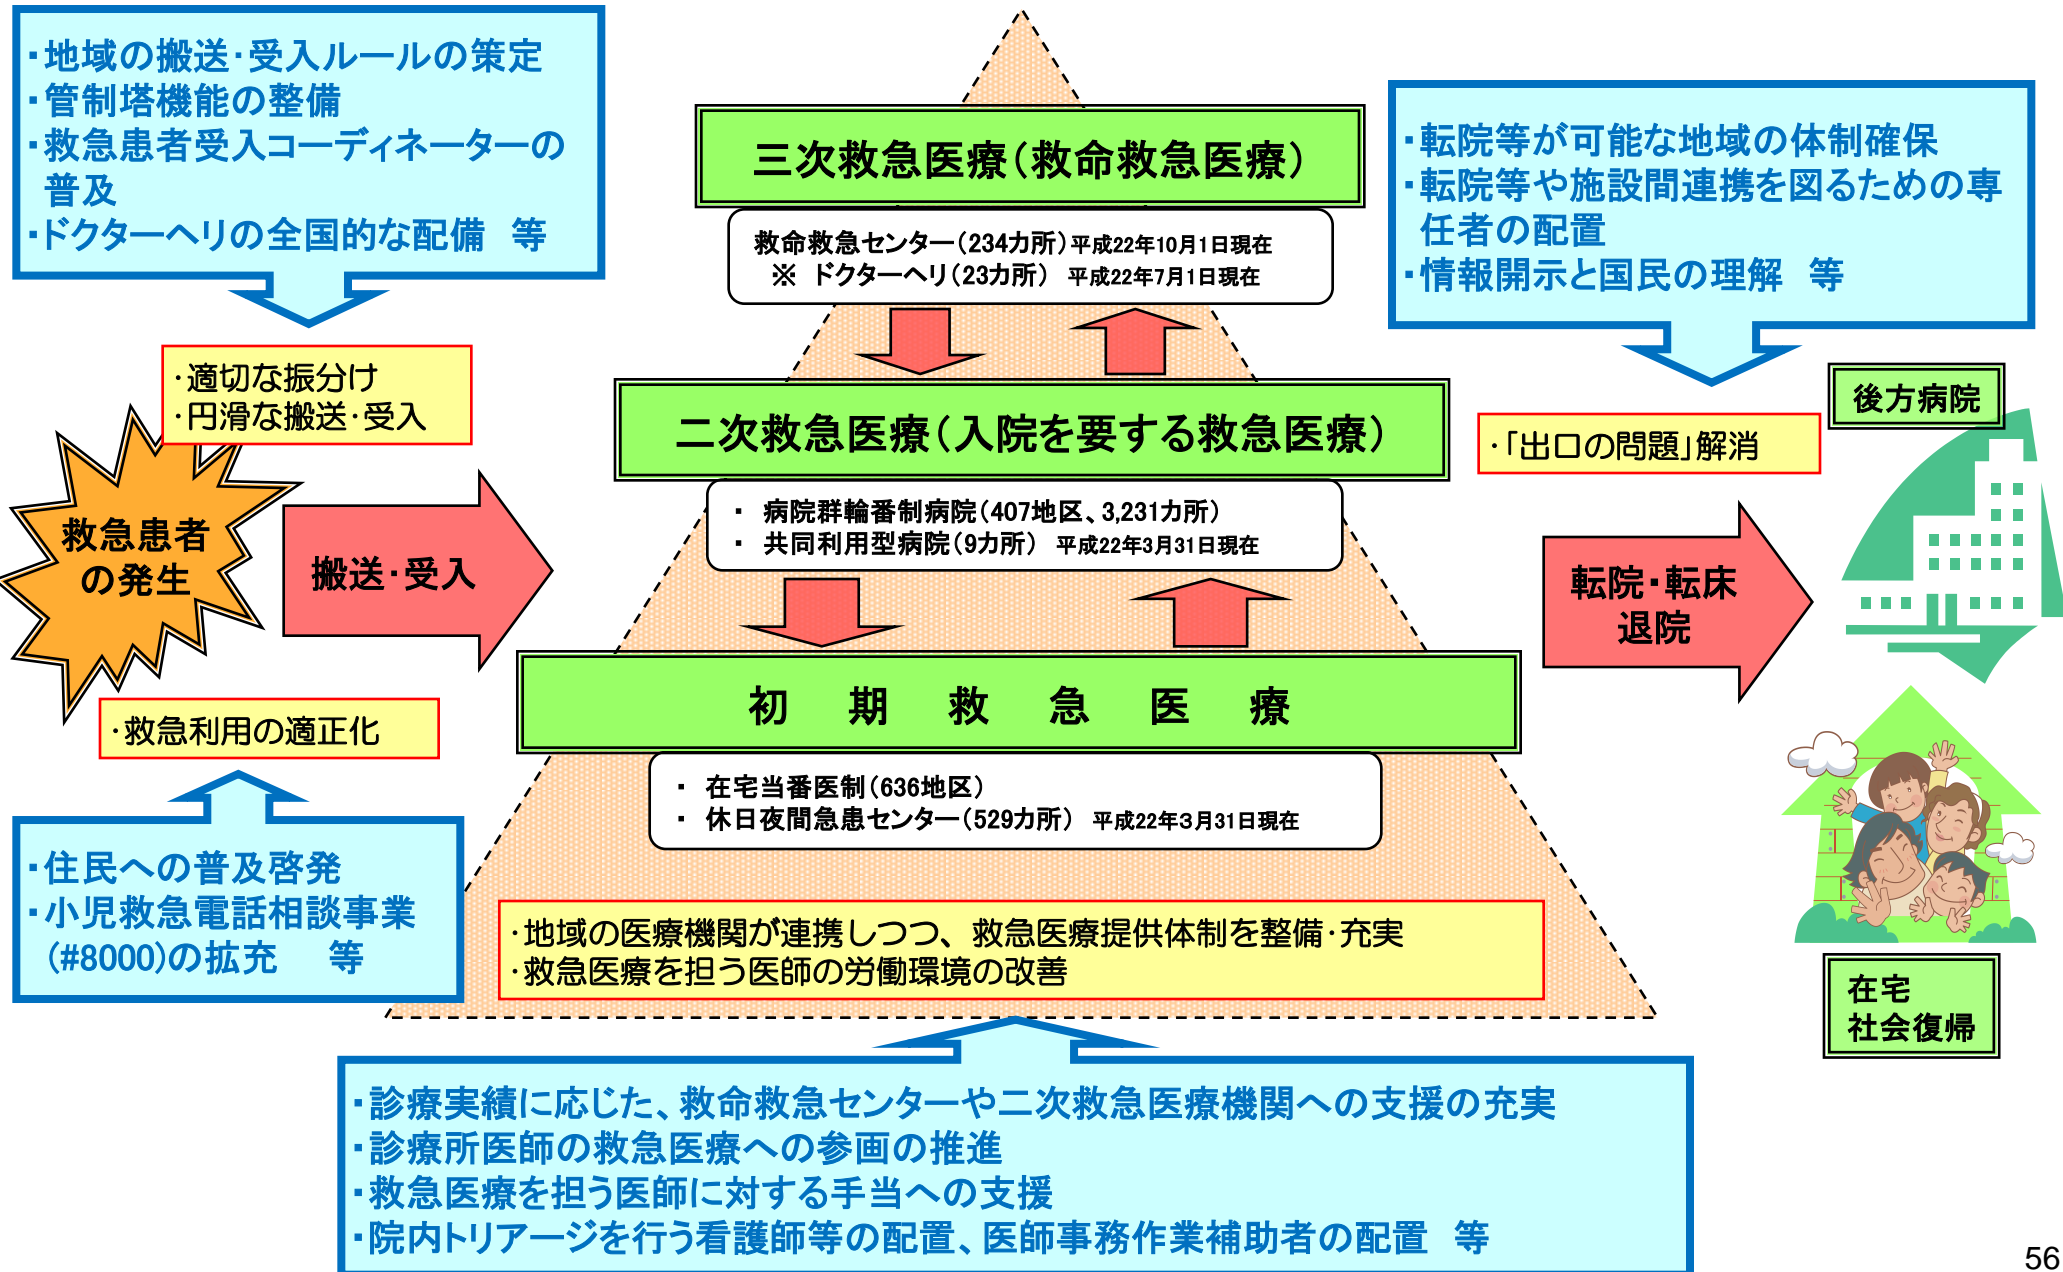 ・地域の搬送・受入ルールの策定
・管制塔機能の整備
・救急患者受入コーディネーターの
普及
・ドクターヘリの全国的な配備 等
三次救急医療(救命救急医療)
救命救急センター(234カ所)平成22年10月1日現在
※ ドクターヘリ(23カ所) 平成22年7月1日現在
・転院等が可能な地域の体制確保
・転院等や施設間連携を図るための専
任者の配置
・情報開示と国民の理解 等
・適切な振分け
・円滑な搬送・受入
二次救急医療(入院を要する救急医療)
・ 病院群輪番制病院(407地区、3,231カ所)
・ 共同利用型病院(9カ所) 平成22年3月31日現在
・「出口の問題」解消
後方病院
救急患者
の発生
搬送・受入
転院・転床
退院
初期救急医療
・ 在宅当番医制(636地区)
・ 休日夜間急患センター(529カ所) 平成22年3月31日現在
・救急利用の適正化
・住民への普及啓発
・小児救急電話相談事業
(#8000)の拡充 等
・地域の医療機関が連携しつつ、救急医療提供体制を整備・充実
・救急医療を担う医師の労働環境の改善
在宅
社会復帰
・診療実績に応じた、救命救急センターや二次救急医療機関への支援の充実
・診療所医師の救急医療への参画の推進
・救急医療を担う医師に対する手当への支援
・院内トリアージを行う看護師等の配置、医師事務作業補助者の配置 等
56